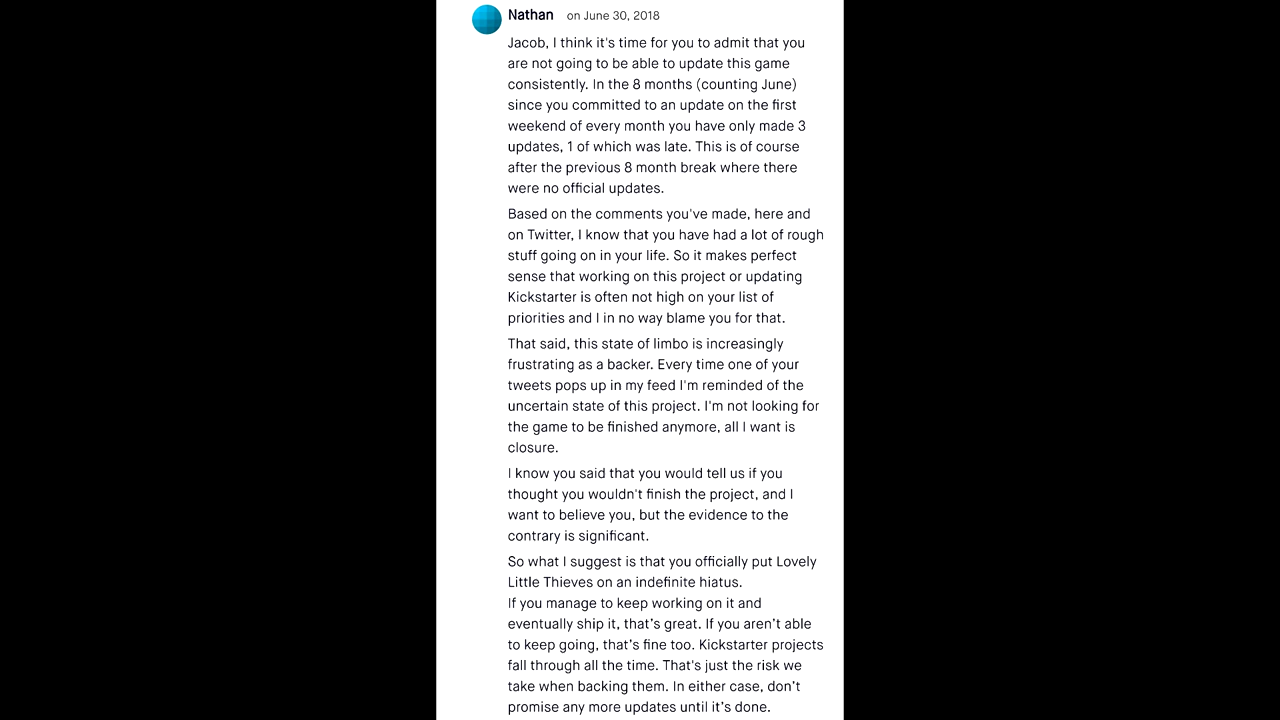 Nathan on June 30, 2018
Jacob, I think it's time for you to admit that you
are not going to be able to update this game
consistently. In the 8 months (counting June)
since you committed to an update on the first
weekend of every month you have only made 3
updates, 1 of which was late. This is of course
after the previous 8 month break where there
were no official updates.
Based on the comments you've made, here and
on Twitter, I know that you have had a lot of rough
stuff going on in your life. So it makes perfect
sense that working on this project or updating
Kickstarter is often not high on your list of
priorities and I in no way blame you for that.
That said, this state of limbo is increasingly
frustrating as a backer. Every time one of your
tweets pops up in my feed I'm reminded of the
uncertain state of this project. I'm not looking for
the game to be finished anymore, all I want is
closure.
I know you said that you would tell us if you
thought you wouldn't finish the project, and I
want to believe you, but the evidence to the
contrary is significant.
So what I suggest is that you officially put Lovely
Little Thieves on an indefinite hiatus.
If you manage to keep working on it and
eventually ship it, that’s great. If you aren’t able
to keep going, that’s fine too. Kickstarter projects
fall through all the time. That's just the risk we
take when backing them. In either case, don’t
promise any more updates until it’s done.